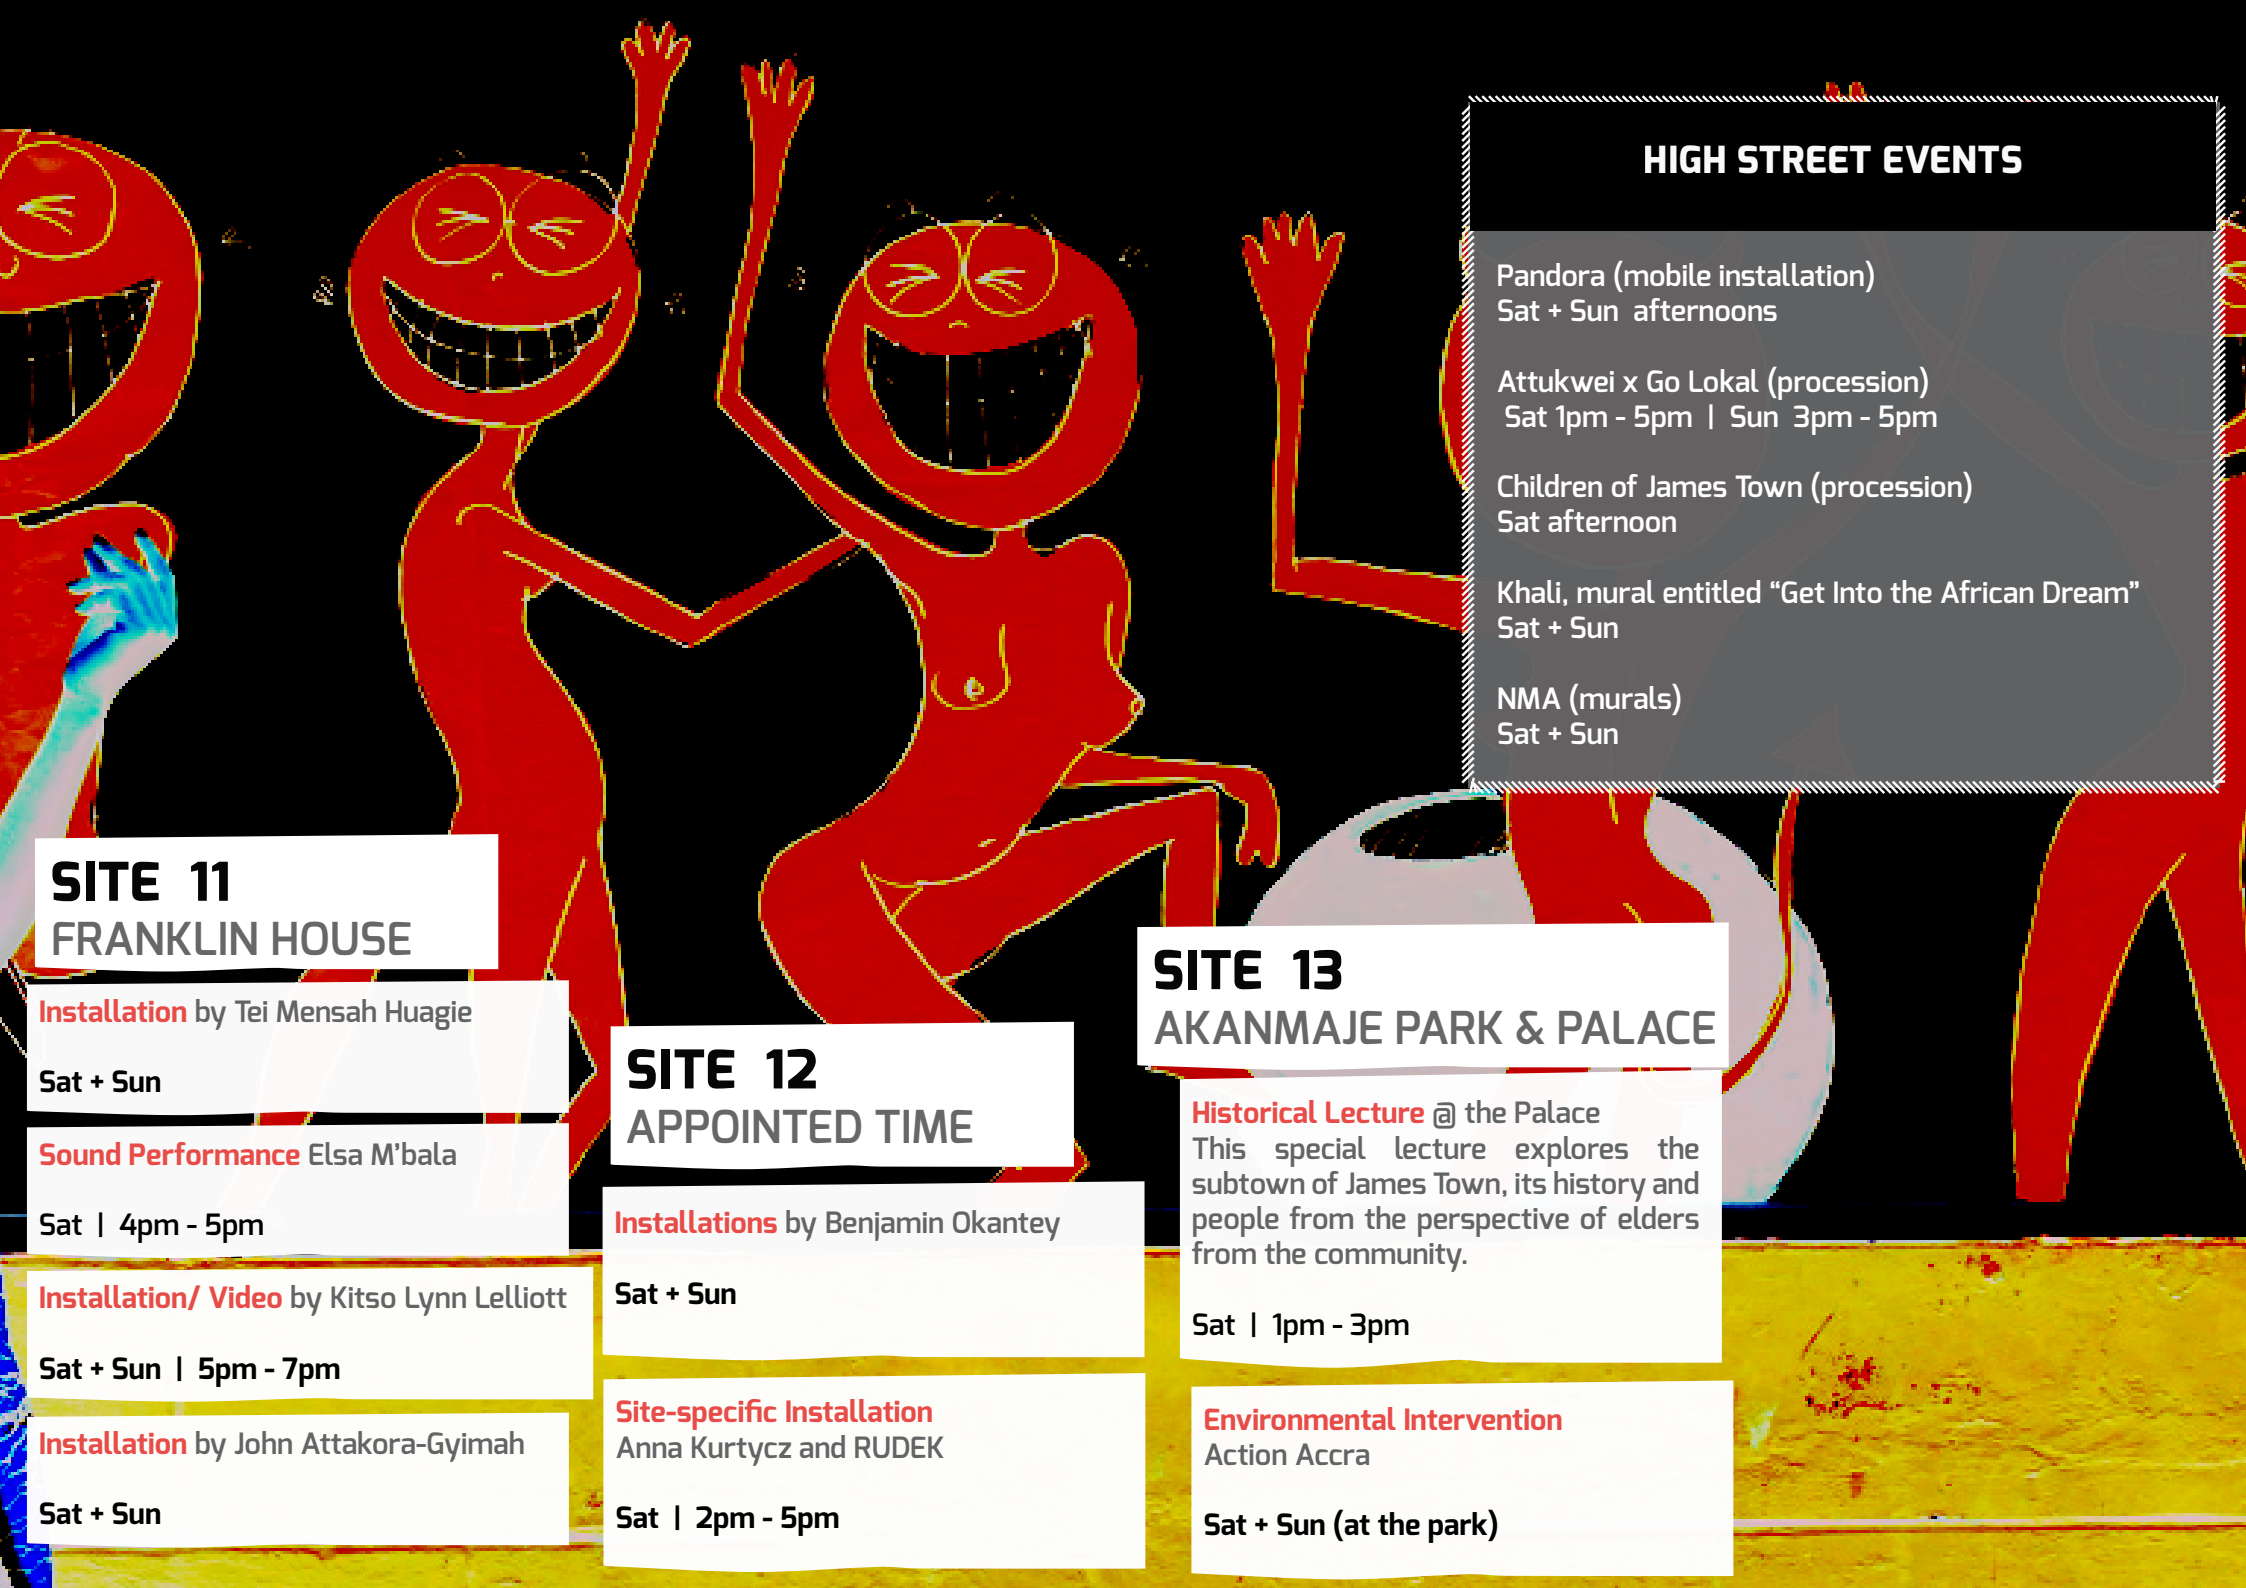 HIGH STREET EVENTS
Pandora (mobile installation)
Sat + Sun  afternoons
Attukwei x Go Lokal (procession)
Sat 1pm - 5pm  |  Sun  3pm - 5pm
Children of James Town (procession)
Sat afternoon
Khali, mural entitled “Get Into the African Dream”
Sat + Sun
NMA (murals)
Sat + Sun
SITE  11
FRANKLIN HOUSE
Installation by Tei Mensah Huagie
Sat + Sun
Sound Performance Elsa M’bala
Sat  |  4pm - 5pm
Installation/ Video by Kitso Lynn Lelliott
Sat + Sun  |  5pm - 7pm
Installation by John Attakora-Gyimah
Sat + Sun
SITE  12
APPOINTED TIME
Installations by Benjamin Okantey
Sat + Sun
Site-specific Installation
Anna Kurtycz and RUDEK
Sat  |  2pm - 5pm
SITE  13
AKANMAJE PARK & PALACE
Historical Lecture @ the Palace
This special lecture explores the
subtown of James Town, its history and
people from the perspective of elders
from the community.
Sat  |  1pm - 3pm
Environmental Intervention
Action Accra
Sat + Sun (at the park)